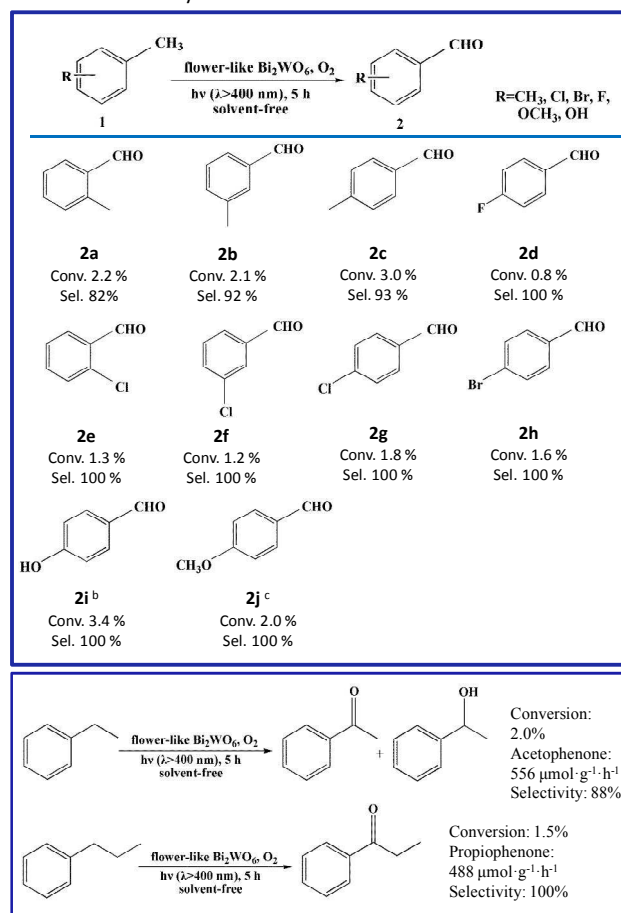 CH₃
R
1
flower-like Bi₂WO₆, O₂
hν (λ>400 nm), 5 h
solvent-free
CHO
R
2
R=CH₃, Cl, Br, F,
OCH₃, OH
CHO
CHO
CHO
CHO
F
2a
2b
2c
2d
Conv. 2.2 %
Conv. 2.1 %
Conv. 3.0 %
Conv. 0.8 %
Sel. 82%
Sel. 92 %
Sel. 93 %
Sel. 100 %
CHO
CHO
CHO
CHO
Cl
Cl
Cl
Br
2e
2f
2g
2h
Conv. 1.3 %
Conv. 1.2 %
Conv. 1.8 %
Conv. 1.6 %
Sel. 100 %
Sel. 100 %
Sel. 100 %
Sel. 100 %
CHO
CHO
HO
CH₃O
2i ᵇ
2j ᶜ
Conv. 3.4 %
Conv. 2.0 %
Sel. 100 %
Sel. 100 %
flower-like Bi₂WO₆, O₂
hν (λ>400 nm), 5 h
solvent-free
O
+
OH
Conversion:
2.0%
Acetophenone:
556 μmol·g⁻¹·h⁻¹
Selectivity: 88%
flower-like Bi₂WO₆, O₂
hν (λ>400 nm), 5 h
solvent-free
O
Conversion: 1.5%
Propiophenone:
488 μmol·g⁻¹·h⁻¹
Selectivity: 100%